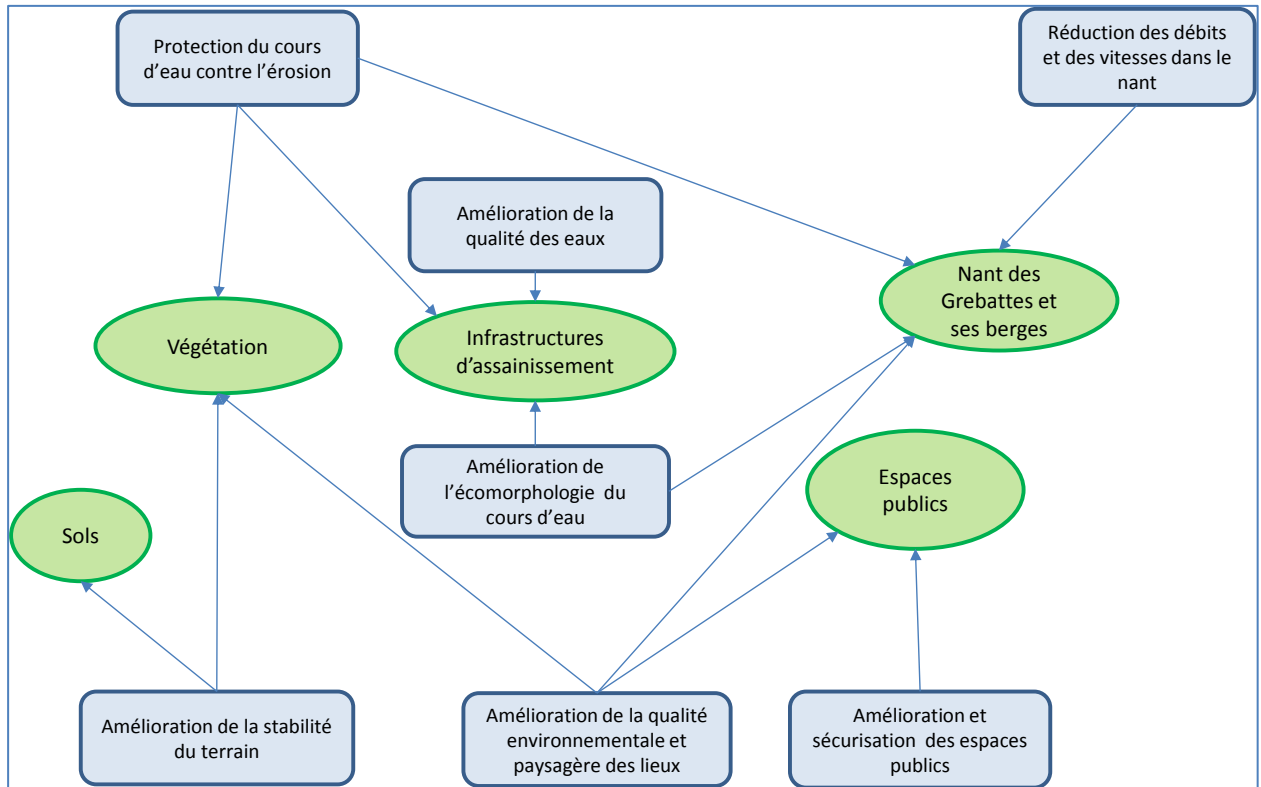 Protection du cours
d'eau contre l'érosion
Réduction des débits
et des vitesses dans le
nant
Amélioration de la
qualité des eaux
Nant des
Grebattes et
ses berges
Végétation
Infrastructures
d'assainissement
Amélioration de
l'écomorphologie du
cours d'eau
Espaces
publics
Sols
Amélioration de la stabilité
du terrain
Amélioration de la qualité
environnementale et
paysagère des lieux
Amélioration et
sécurisation des espaces
publics